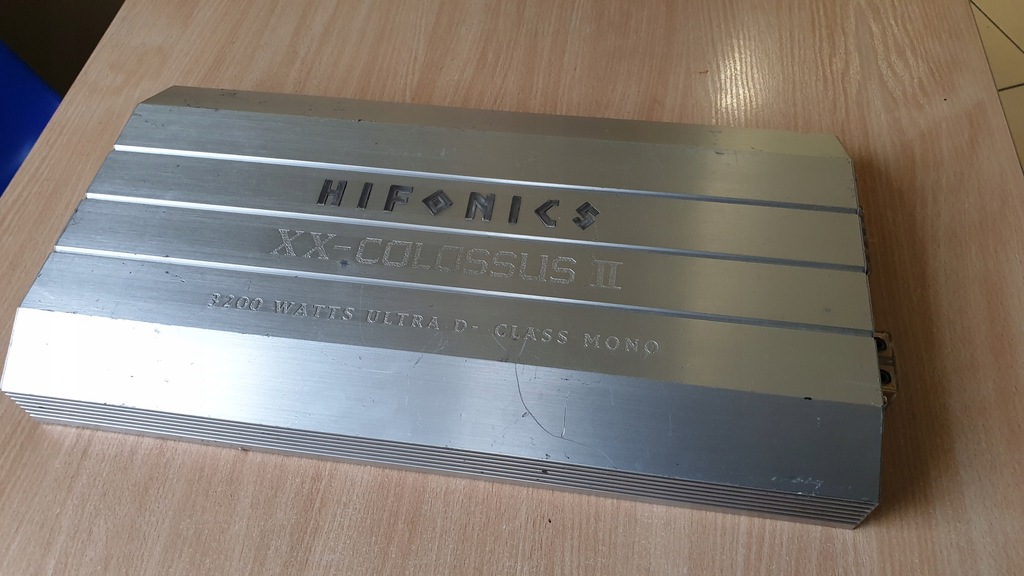 HIFONICS
XX-COLOSSUS II
3200 WATTS ULTRA D- CLASS MONO